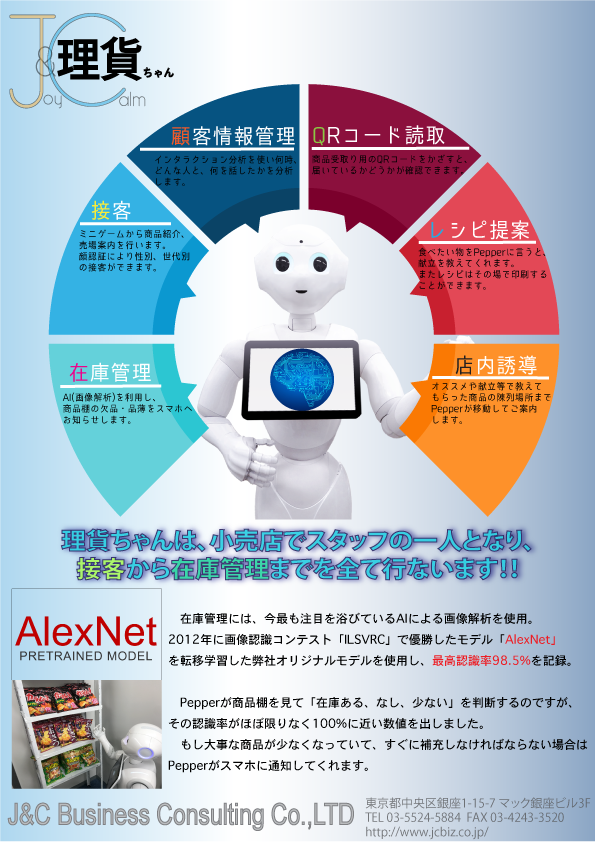 J&C
Joy Calm
理貨ちゃん
顧客情報管理
インタラクション分析を使い何時、
どんな人と、何を話したかを分析
します。
QRコード読取
商品受取り用のQRコードをかざすと、
届いているかどうかが確認できます。
接客
ミニゲームから商品紹介、
売場案内を行います。
顔認証により性別、世代別
の接客ができます。
レシピ提案
食べたい物をPepperに言うと、
献立を教えてくれます。
またレシピはその場で印刷する
ことができます。
在庫管理
AI(画像解析)を利用し、
商品棚の欠品・品薄をスマホへ
お知らせします。
店内誘導
オススメや献立等で教えて
もらった商品の陳列場所まで
Pepperが移動してご案内
します。
理貨ちゃんは、小売店でスタッフの一人となり、
接客から在庫管理までを全て行ないます!!
AlexNet
PRETRAINED MODEL
在庫管理には、今最も注目を浴びているAIによる画像解析を使用。
2012年に画像認識コンテスト「ILSVRC」で優勝したモデル「AlexNet」
を転移学習した弊社オリジナルモデルを使用し、最高認識率98.5%を記録。
Pepperが商品棚を見て「在庫ある、なし、少ない」を判断するのですが、
その認識率がほぼ限りなく100%に近い数値を出しました。
もし大事な商品が少なくなっていて、すぐに補充しなければならない場合は
Pepperがスマホに通知してくれます。
J&C Business Consulting Co.,LTD
東京都中央区銀座1-15-7 マック銀座ビル3F
TEL 03-5524-5884 FAX 03-4243-3520
http://www.jcbiz.co.jp/